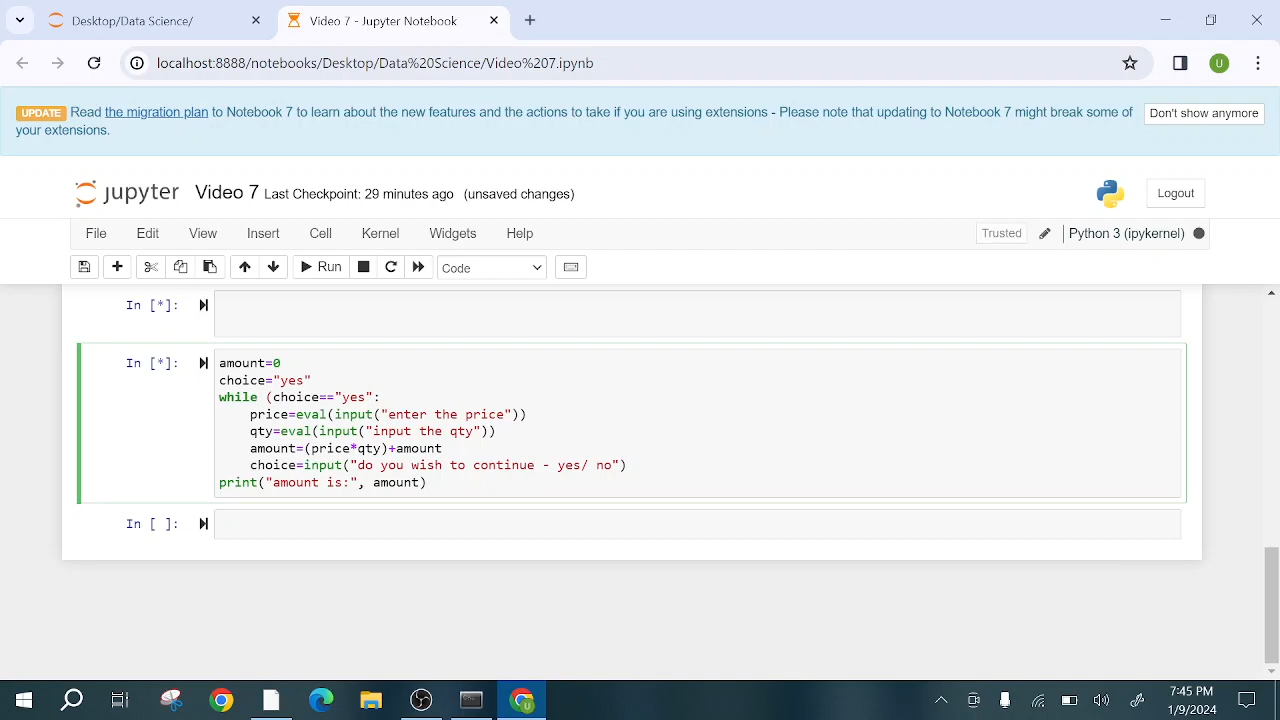 Desktop/Data Science/
Video 7 - Jupyter Notebook
localhost:8888/notebooks/Desktop/Data%20Science/Video%207.ipynb
U
UPDATE Read the migration plan to Notebook 7 to learn about the new features and the actions to take if you are using extensions - Please note that updating to Notebook 7 might break some of
your extensions.
Don't show anymore
jupyter Video 7 Last Checkpoint: 29 minutes ago (unsaved changes)
Logout
File Edit View Insert Cell Kernel Widgets Help
Trusted Python 3 (ipykernel)
Run Code
In [*]:
In [*]: amount=0
choice="yes"
while (choice=="yes":
price=eval(input("enter the price"))
qty=eval(input("input the qty"))
amount=(price*qty)+amount
choice=input("do you wish to continue - yes/ no")
print("amount is:", amount)
In [ ]:
1:45 PM
1/9/2024